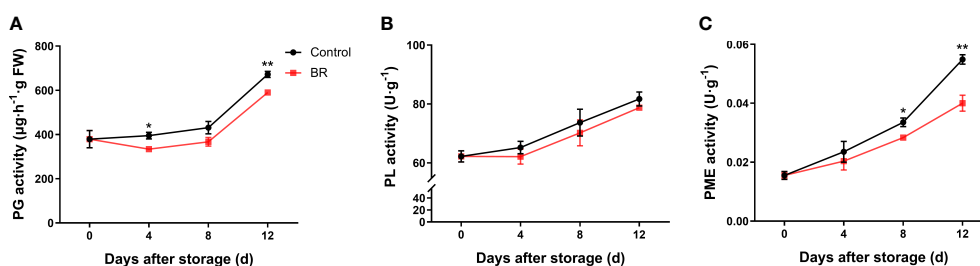 A
PG activity (μg·h⁻¹·g FW)
800
600
400
200
0
*
**
0 4 8 12
Days after storage (d)
Control
BR
B
PL activity (U·g⁻¹)
100
80
60
40
20
0
0 4 8 12
Days after storage (d)
C
PME activity (U·g⁻¹)
0.06
0.04
0.02
0.00
*
**
0 4 8 12
Days after storage (d)